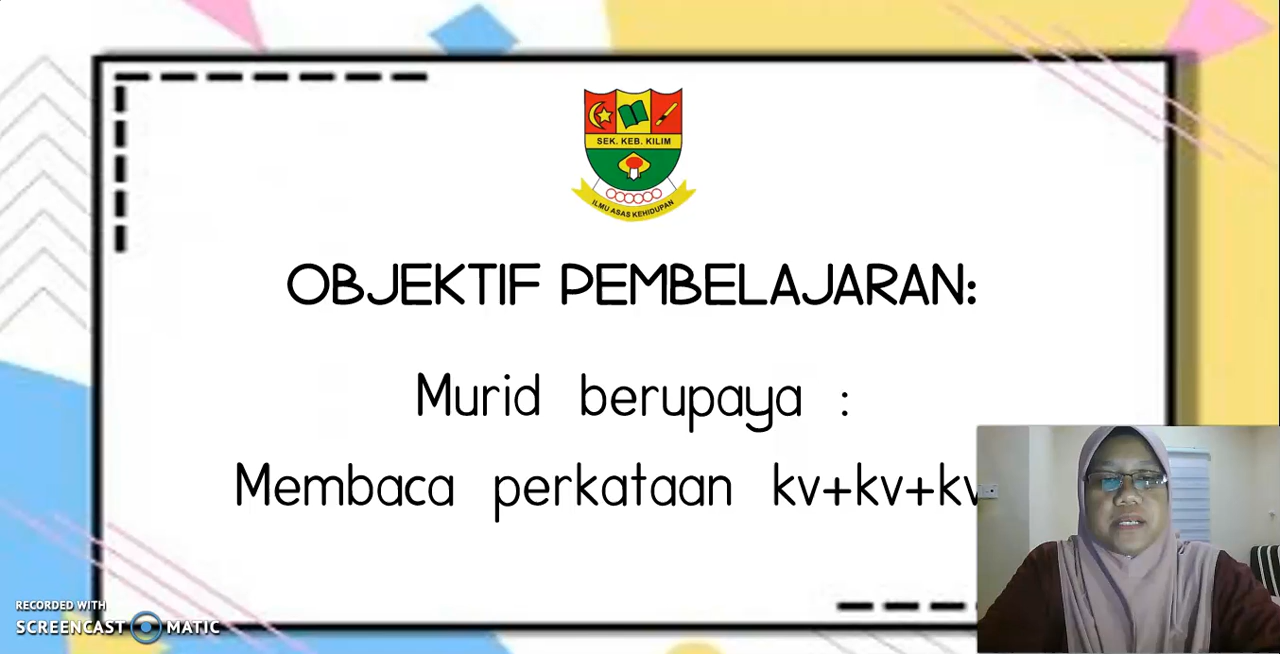 SEK. KEB. KILIM
ILMU ASAS KEHIDUPAN
OBJEKTIF PEMBELAJARAN:
Murid berupaya :
Membaca perkataan kv+kv+kv
RECORDED WITH
SCREENCAST MATIC